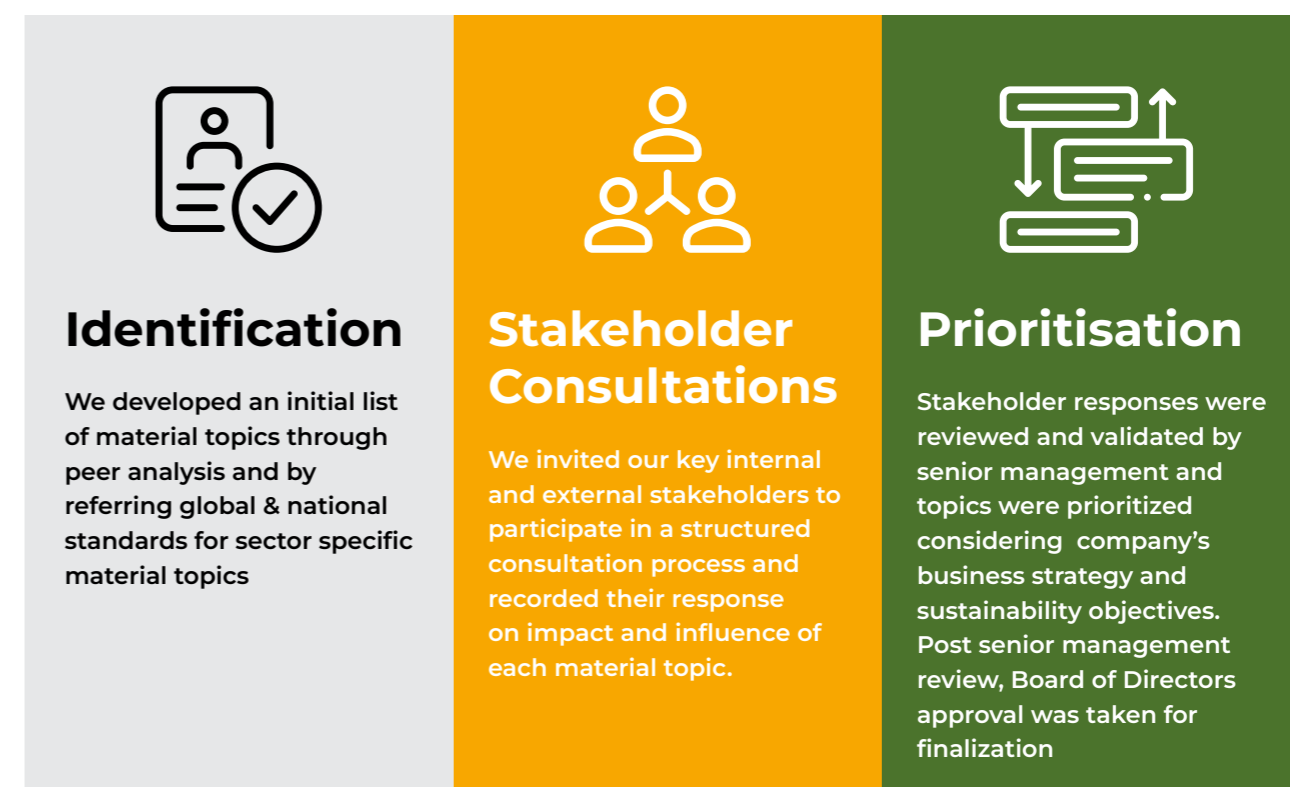 Identification
We developed an initial list
of material topics through
peer analysis and by
referring global & national
standards for sector specific
material topics
Stakeholder
Consultations
We invited our key internal
and external stakeholders to
participate in a structured
consultation process and
recorded their response
on impact and influence of
each material topic.
Prioritisation
Stakeholder responses were
reviewed and validated by
senior management and
topics were prioritized
considering  company’s
business strategy and
sustainability objectives.
Post senior management
review, Board of Directors
approval was taken for
finalization